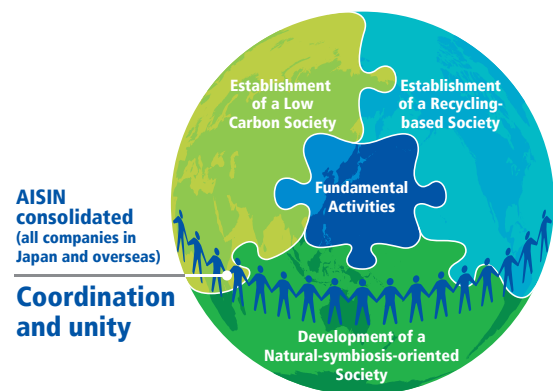 Establishment
of a Low
Carbon Society
Establishment
of a Recycling-
based Society
Fundamental
Activities
AISIN
consolidated
(all companies in
Japan and overseas)
Coordination
and unity
Development of a
Natural-symbiosis-oriented
Society